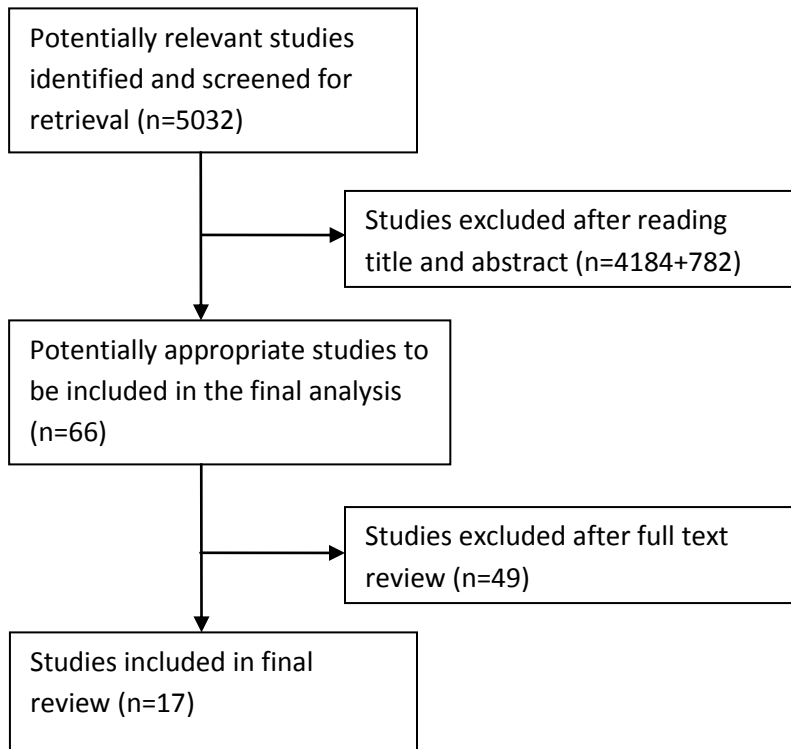 Potentially relevant studies
identified and screened for
retrieval (n=5032)
Studies excluded after reading
title and abstract (n=4184+782)
Potentially appropriate studies to
be included in the final analysis
(n=66)
Studies excluded after full text
review (n=49)
Studies included in final
review (n=17)